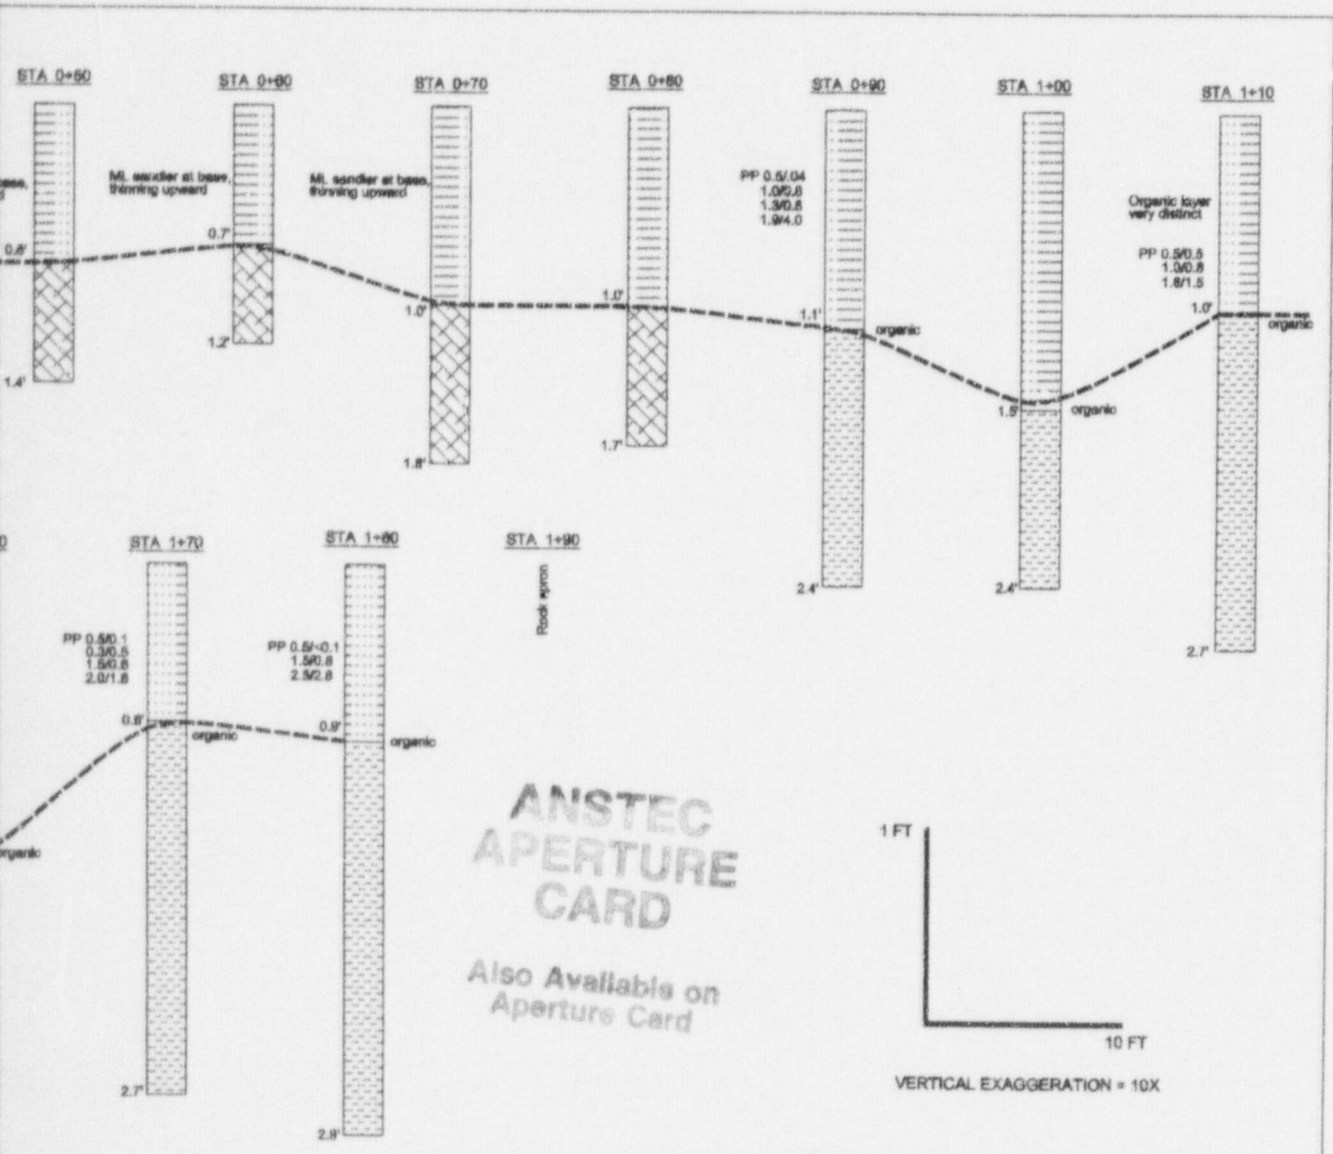 STA 0+50
STA 0+60
STA 0+70
STA 0+80
STA 0+90
STA 1+00
STA 1+10
base,
ML sandier at base,
thinning upward
ML sandier at base,
thinning upward
PP 0.5/.04
1.0/0.8
1.3/0.8
1.9/4.0
Organic layer
very distinct
PP 0.5/0.5
1.0/0.8
1.8/1.5
0.8'
0.7'
1.0'
1.0'
1.1'
organic
1.5'
organic
1.0'
organic
1.4'
1.2'
1.8'
1.7'
2.4'
2.4'
2.7'
0
STA 1+70
STA 1+80
STA 1+90
Rock apron
PP 0.5/0.1
0.3/0.5
1.5/0.8
2.0/1.8
PP 0.5/<0.1
1.5/0.8
2.5/2.8
0.8'
organic
0.9'
organic
organic
2.7'
2.9'
ANSTEC
APERTURE
CARD
Also Available on
Aperture Card
1 FT
10 FT
VERTICAL EXAGGERATION = 10X